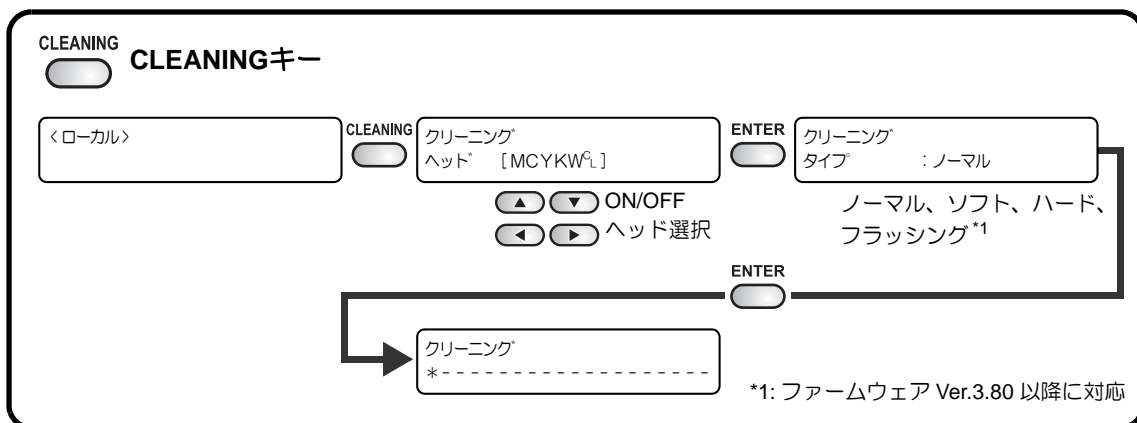 CLEANING
CLEANINGキー
<ローカル>
CLEANING
クリーニング
ヘッド [MCYKWCL]
ENTER
クリーニング
タイプ :ノーマル
▲ ▼ ON/OFF
◀ ▶ ヘッド選択
ノーマル、ソフト、ハード、
フラッシング*1
ENTER
クリーニング
*- - - - - - - - - - - - - - - - - - -
*1: ファームウェア Ver.3.80 以降に対応